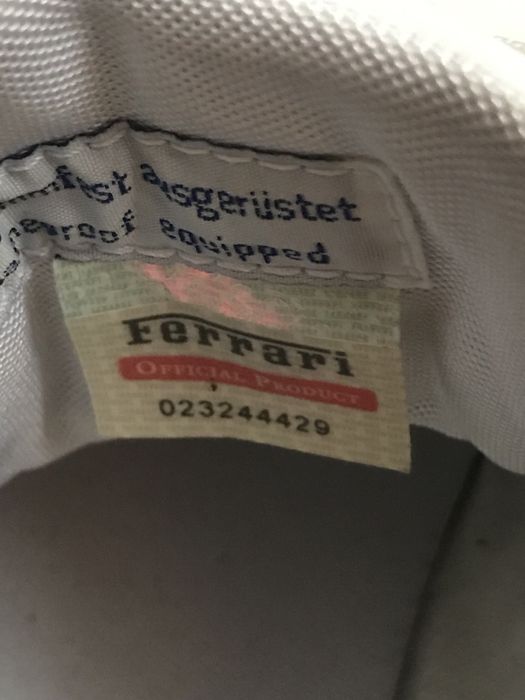 ausgerüstet
equipped
Ferrari
OFFICIAL PRODUCT
023244429